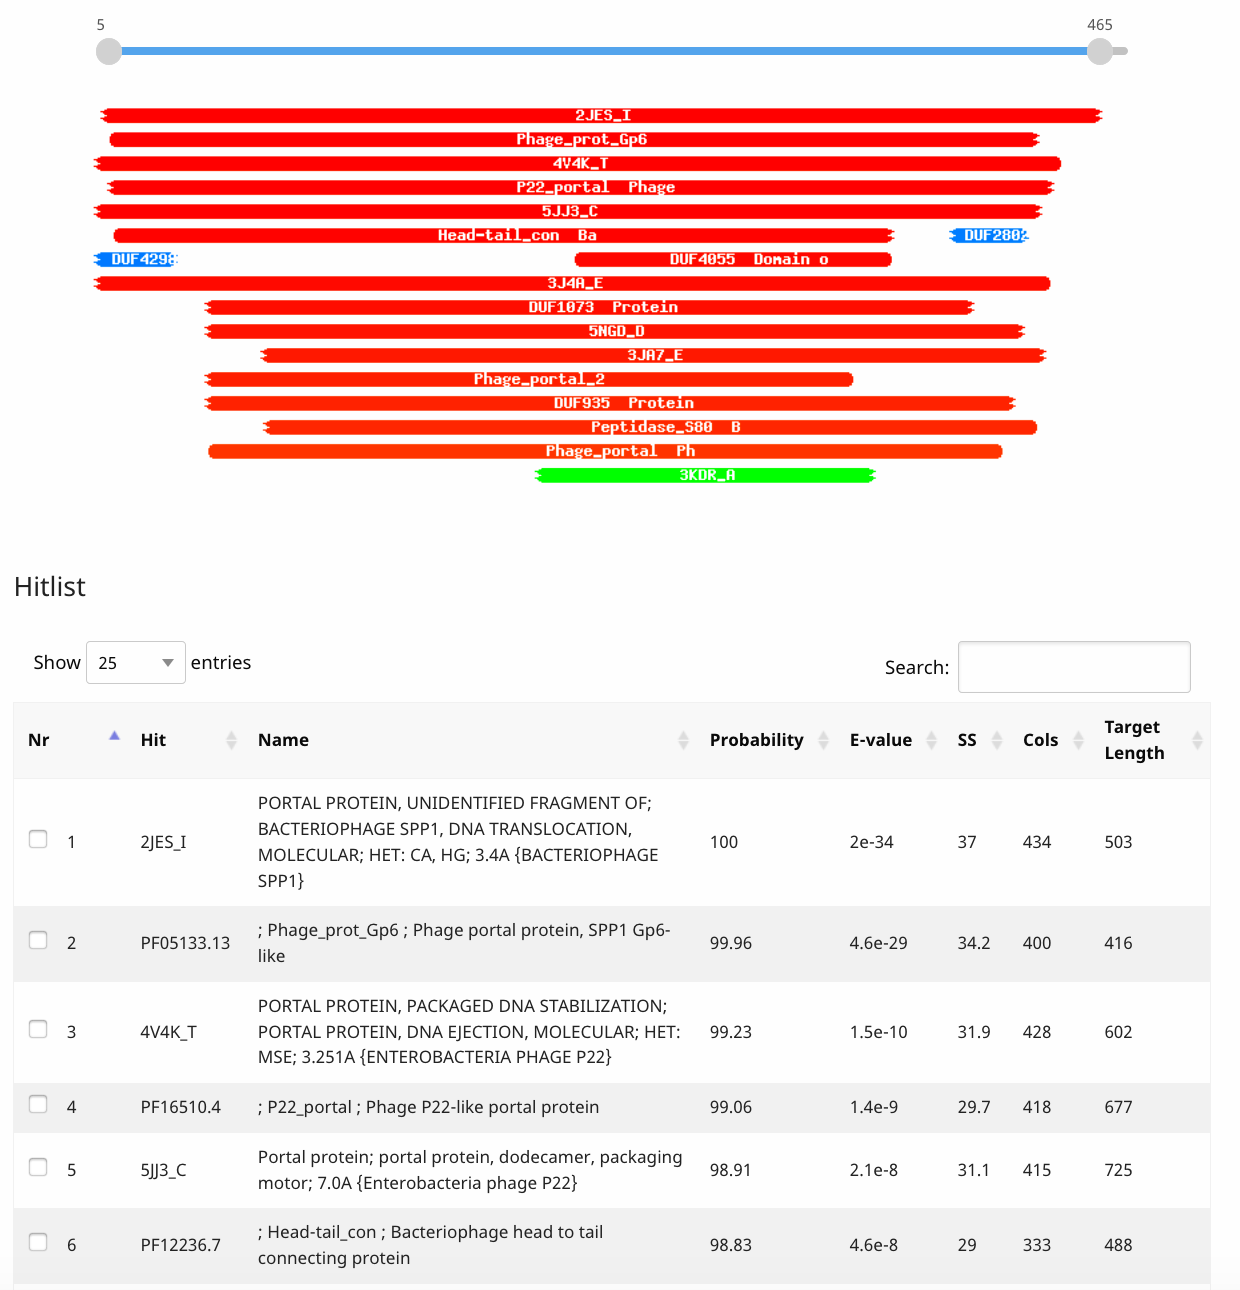 5 465
2JES_I
Phage_prot_Gp6
4V4K_T
P22_portal Phage
5JJ3_C
Head-tail_con Ba DUF2802
DUF4298 DUF4055 Domain o
3J4A_E
DUF1073 Protein
5NGD_D
3JA7_E
Phage_portal_2
DUF935 Protein
Peptidase_S80 B
Phage_portal Ph
3KDR_A
Hitlist
Show 25 entries Search:
Nr Hit Name Probability E-value SS Cols Target
Length
PORTAL PROTEIN, UNIDENTIFIED FRAGMENT OF;
BACTERIOPHAGE SPP1, DNA TRANSLOCATION,
1 2JES_I MOLECULAR; HET: CA, HG; 3.4A {BACTERIOPHAGE 100 2e-34 37 434 503
SPP1}
2 PF05133.13 ; Phage_prot_Gp6 ; Phage portal protein, SPP1 Gp6- 99.96 4.6e-29 34.2 400 416
like
PORTAL PROTEIN, PACKAGED DNA STABILIZATION;
3 4V4K_T PORTAL PROTEIN, DNA EJECTION, MOLECULAR; HET: 99.23 1.5e-10 31.9 428 602
MSE; 3.251A {ENTEROBACTERIA PHAGE P22}
4 PF16510.4 ; P22_portal ; Phage P22-like portal protein 99.06 1.4e-9 29.7 418 677
5 5JJ3_C Portal protein; portal protein, dodecamer, packaging 98.91 2.1e-8 31.1 415 725
motor; 7.0A {Enterobacteria phage P22}
6 PF12236.7 ; Head-tail_con ; Bacteriophage head to tail 98.83 4.6e-8 29 333 488
connecting protein